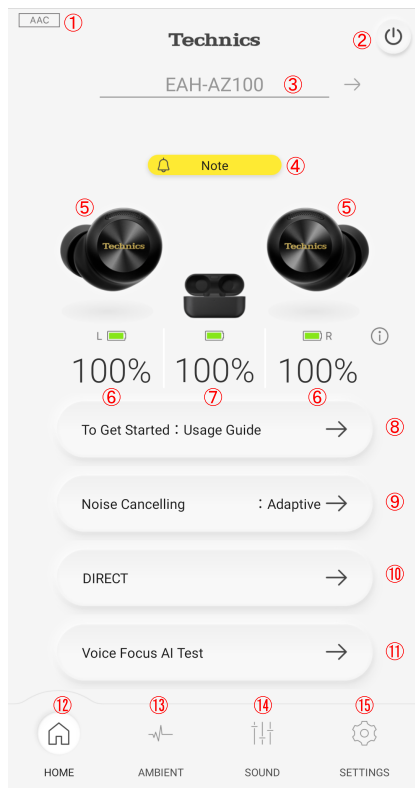 AAC ①
Technics ②
EAH-AZ100 ③
Note ④
⑤ ⑤
Technics Technics
L R
100% 100% 100%
⑥ ⑦ ⑥
To Get Started：Usage Guide ⑧
Noise Cancelling ：Adaptive ⑨
DIRECT ⑩
Voice Focus AI Test ⑪
⑫ ⑬ ⑭ ⑮
HOME AMBIENT SOUND SETTINGS